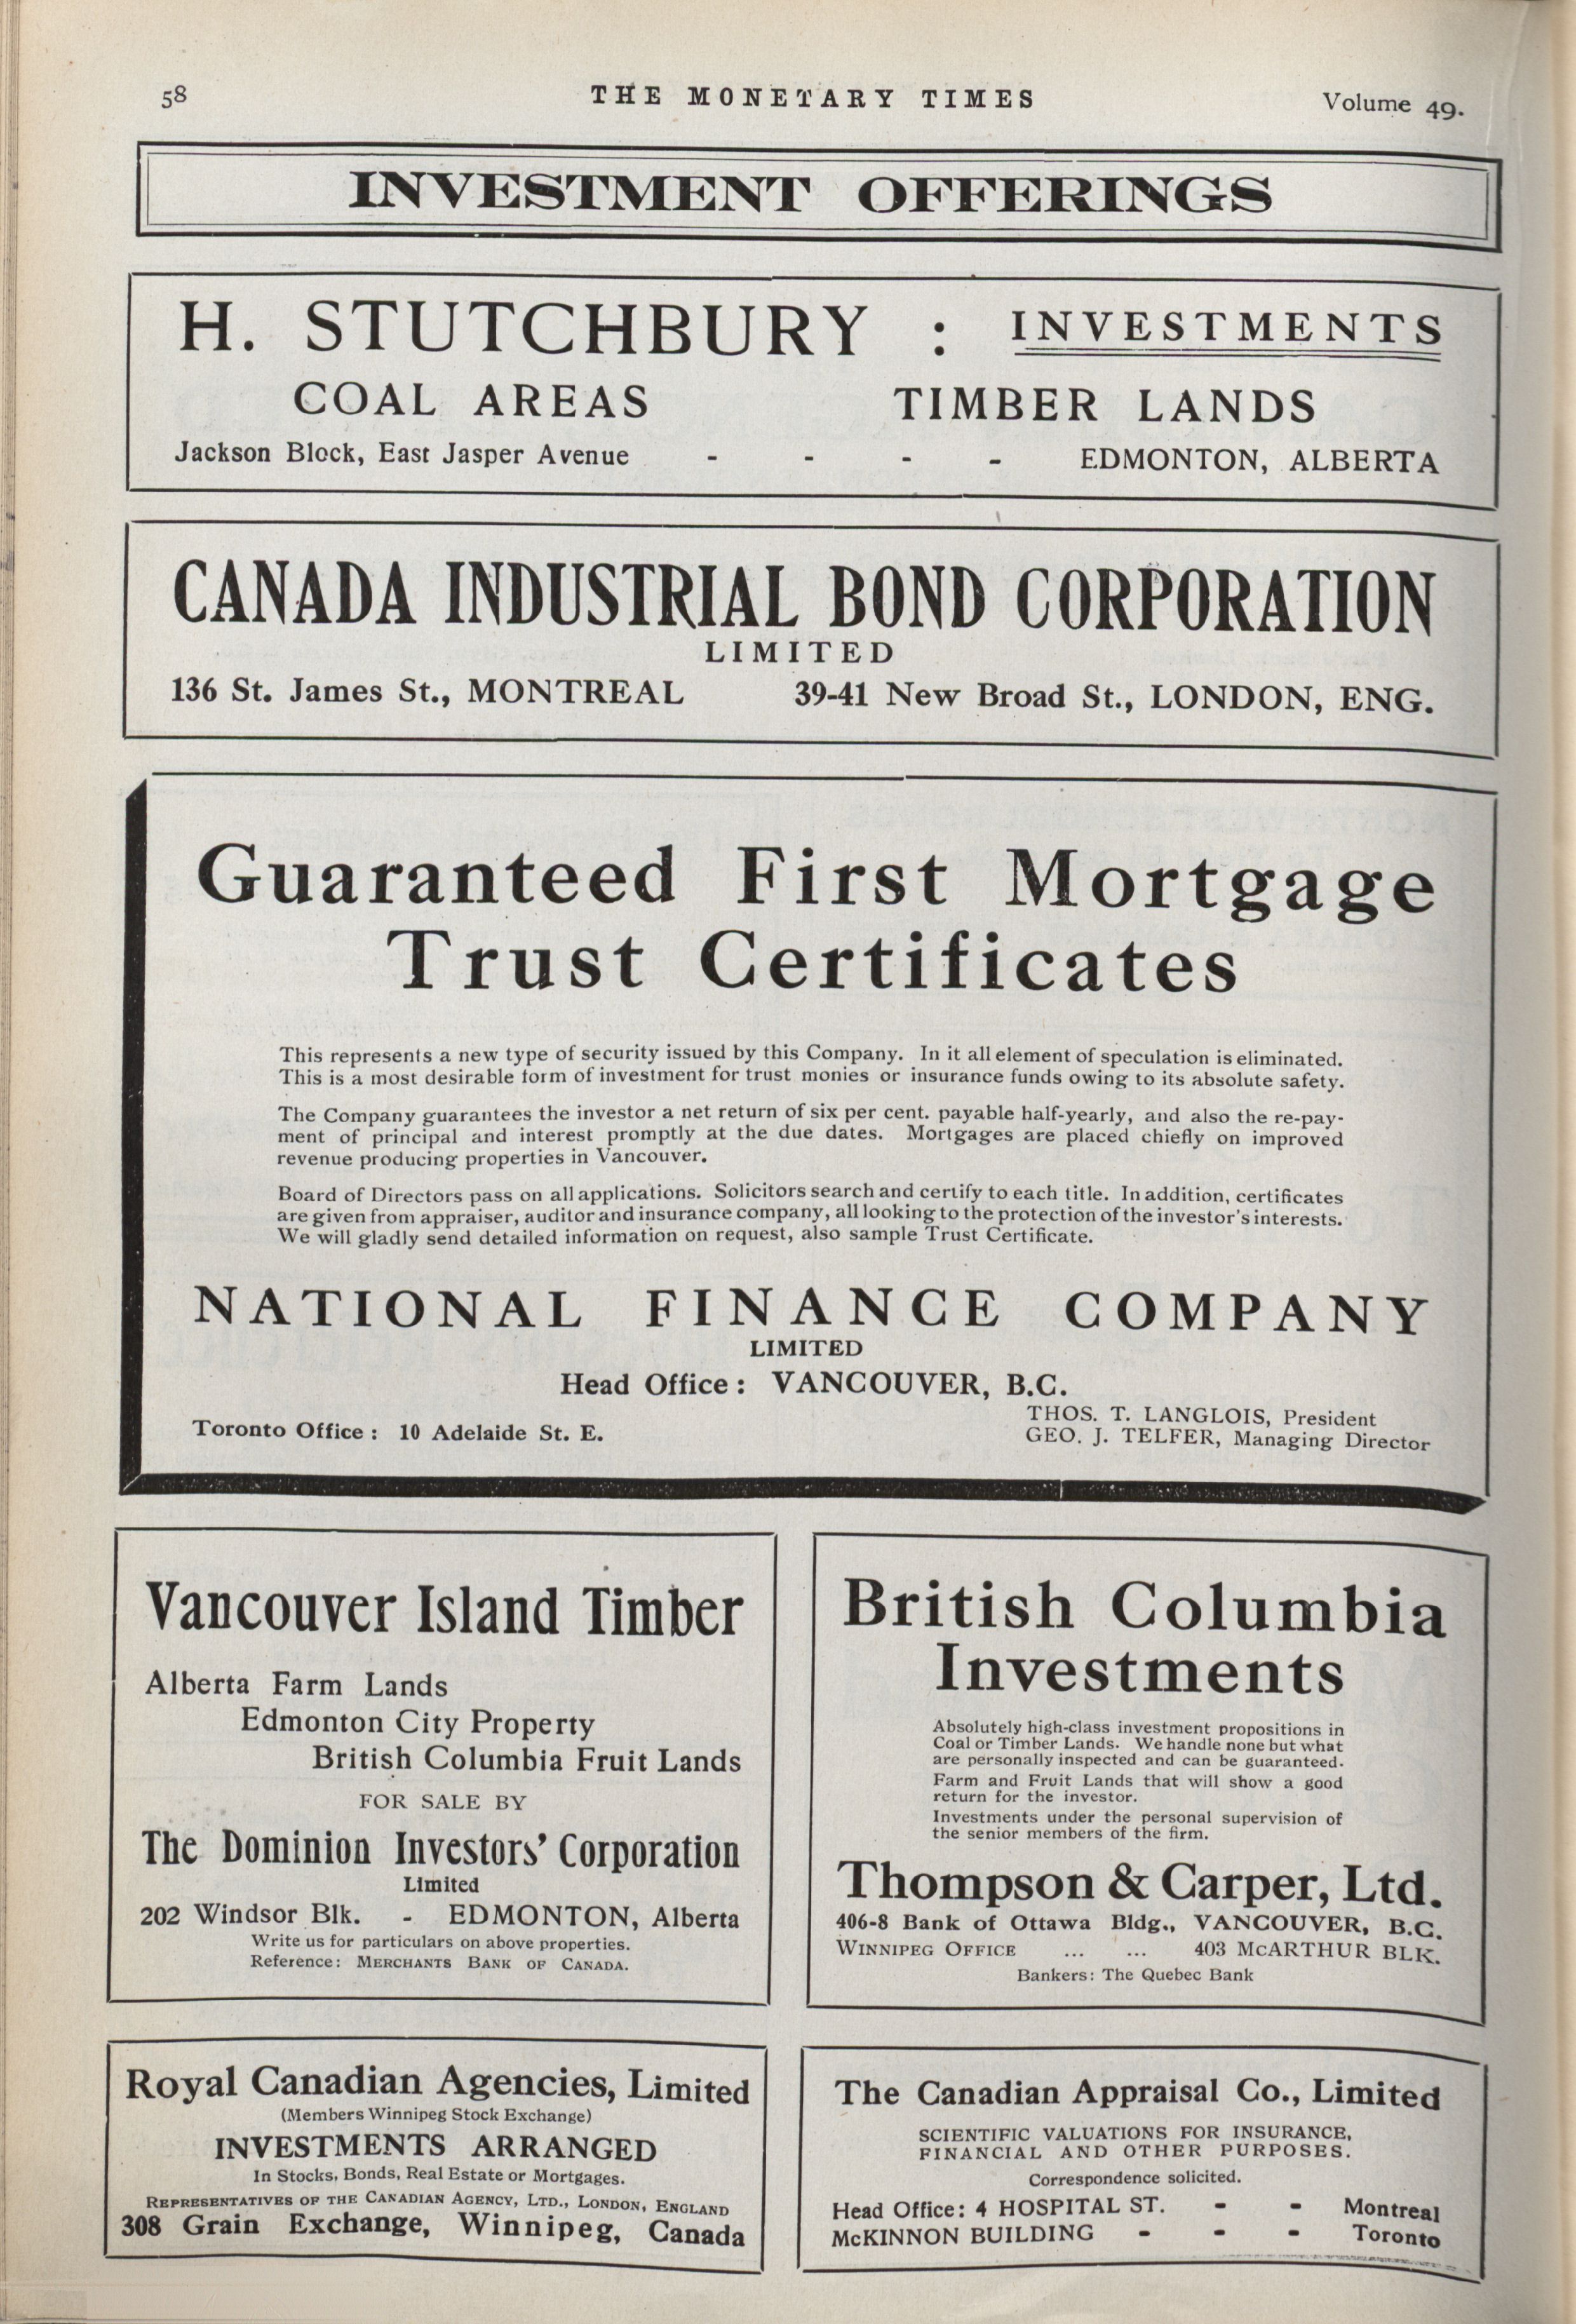 58
THE MONETARY TIMES
Volume 49.
INVESTMENT OFFERINGS
H. STUTCHBURY : INVESTMENTS
COAL AREAS TIMBER LANDS
Jackson Block, East Jasper Avenue - - - - EDMONTON, ALBERTA
CANADA INDUSTRIAL BOND CORPORATION
LIMITED
136 St. James St., MONTREAL 39-41 New Broad St., LONDON, ENG.
Guaranteed First Mortgage
Trust Certificates
This represents a new type of security issued by this Company. In it all element of speculation is eliminated.
This is a most desirable form of investment for trust monies or insurance funds owing to its absolute safety.
The Company guarantees the investor a net return of six per cent. payable half-yearly, and also the re-pay-
ment of principal and interest promptly at the due dates. Mortgages are placed chiefly on improved
revenue producing properties in Vancouver.
Board of Directors pass on all applications. Solicitors search and certify to each title. In addition, certificates
are given from appraiser, auditor and insurance company, all looking to the protection of the investor's interests.
We will gladly send detailed information on request, also sample Trust Certificate.
NATIONAL FINANCE COMPANY
LIMITED
Head Office : VANCOUVER, B.C.
Toronto Office : 10 Adelaide St. E.
THOS. T. LANGLOIS, President
GEO. J. TELFER, Managing Director
Vancouver Island Timber
Alberta Farm Lands
Edmonton City Property
British Columbia Fruit Lands
FOR SALE BY
The Dominion Investors' Corporation
Limited
202 Windsor Blk. - EDMONTON, Alberta
Write us for particulars on above properties.
Reference: MERCHANTS BANK OF CANADA.
British Columbia
Investments
Absolutely high-class investment propositions in
Coal or Timber Lands. We handle none but what
are personally inspected and can be guaranteed.
Farm and Fruit Lands that will show a good
return for the investor.
Investments under the personal supervision of
the senior members of the firm.
Thompson & Carper, Ltd.
406-8 Bank of Ottawa Bldg., VANCOUVER, B.C.
WINNIPEG OFFICE ... ... 403 McARTHUR BLK.
Bankers: The Quebec Bank
Royal Canadian Agencies, Limited
(Members Winnipeg Stock Exchange)
INVESTMENTS ARRANGED
In Stocks, Bonds, Real Estate or Mortgages.
REPRESENTATIVES OF THE CANADIAN AGENCY, LTD., LONDON, ENGLAND
308 Grain Exchange, Winnipeg, Canada
The Canadian Appraisal Co., Limited
SCIENTIFIC VALUATIONS FOR INSURANCE,
FINANCIAL AND OTHER PURPOSES.
Correspondence solicited.
Head Office: 4 HOSPITAL ST. - - Montreal
McKINNON BUILDING - - - Toronto